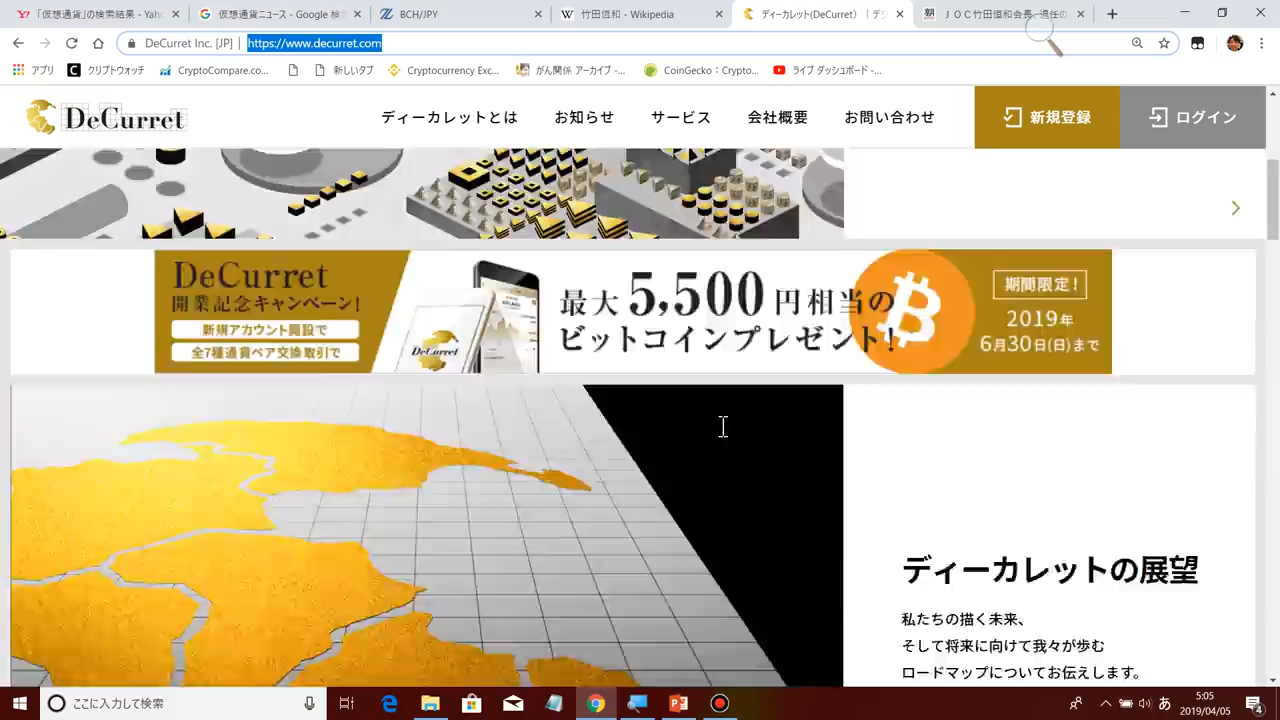 「仮想通貨」の検索結果 - Yaho
仮想通貨ニュース - Google 検索
BCH/JPY
竹田恆和 - Wikipedia
ディーカレット(DeCurret) | デジ
ＪＯＣ竹田恒和会長、退任の
DeCurret Inc. [JP] | https://www.decurret.com
アプリ
クリプトウォッチ
CryptoCompare.co...
新しいタブ
Cryptocurrency Exc...
がん関係 アーカイブ -...
CoinGecko：Crypto...
ライブ ダッシュボード -...
DeCurret
ディーカレットとは
お知らせ
サービス
会社概要
お問い合わせ
新規登録
ログイン
DeCurret
開業記念キャンペーン!
新規アカウント開設で
全7種通貨ペア交換取引で
DeCurret
最大5,500円相当の
ビットコインプレゼント!
期間限定!
2019年
6月30日(日)まで
ディーカレットの展望
私たちの描く未来、
そして将来に向けて我々が歩む
ロードマップについてお伝えします。
ここに入力して検索
あ
5:05
2019/04/05
4